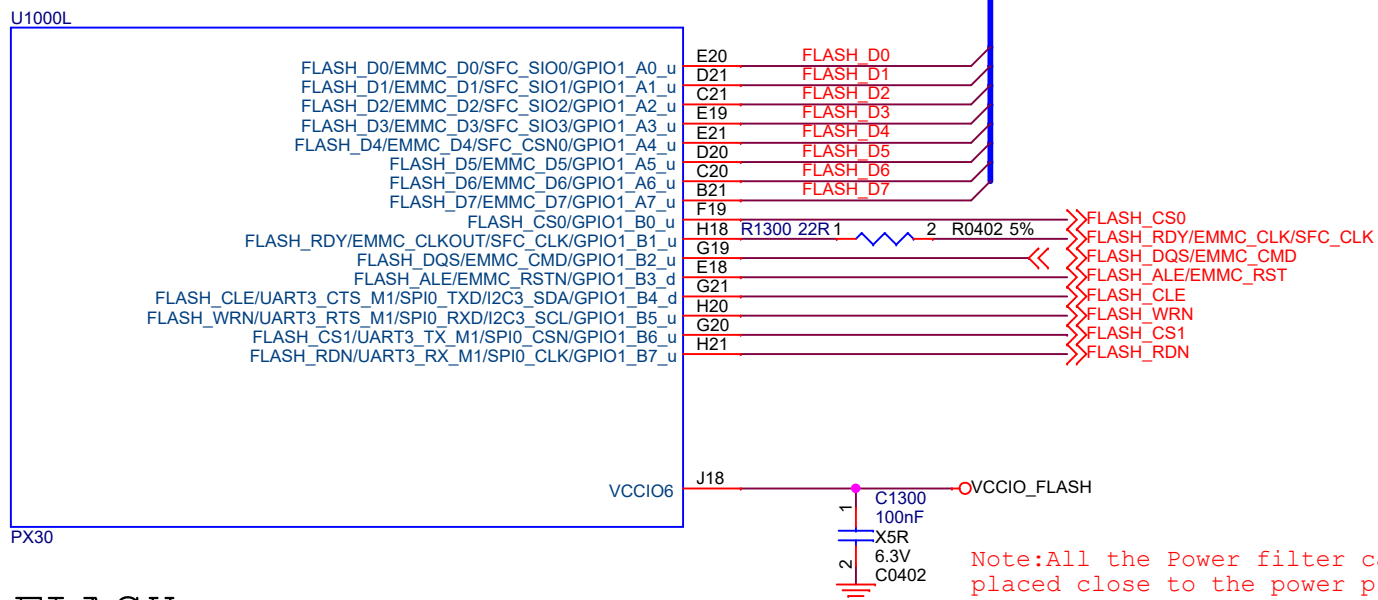 U1000L
FLASH_D0/EMMC_D0/SFC_SIO0/GPIO1_A0_u E20 FLASH_D0
FLASH_D1/EMMC_D1/SFC_SIO1/GPIO1_A1_u D21 FLASH_D1
FLASH_D2/EMMC_D2/SFC_SIO2/GPIO1_A2_u C21 FLASH_D2
FLASH_D3/EMMC_D3/SFC_SIO3/GPIO1_A3_u E19 FLASH_D3
FLASH_D4/EMMC_D4/SFC_CSN0/GPIO1_A4_u E21 FLASH_D4
FLASH_D5/EMMC_D5/GPIO1_A5_u D20 FLASH_D5
FLASH_D6/EMMC_D6/GPIO1_A6_u C20 FLASH_D6
FLASH_D7/EMMC_D7/GPIO1_A7_u B21 FLASH_D7
FLASH_CS0/GPIO1_B0_u F19 FLASH_CS0
FLASH_RDY/EMMC_CLKOUT/SFC_CLK/GPIO1_B1_u H18 R1300 22R 1 2 R0402 5% FLASH_RDY/EMMC_CLK/SFC_CLK
FLASH_DQS/EMMC_CMD/GPIO1_B2_u G19 FLASH_DQS/EMMC_CMD
FLASH_ALE/EMMC_RSTN/GPIO1_B3_d E18 FLASH_ALE/EMMC_RST
FLASH_CLE/UART3_CTS_M1/SPI0_TXD/I2C3_SDA/GPIO1_B4_d G21 FLASH_CLE
FLASH_WRN/UART3_RTS_M1/SPI0_RXD/I2C3_SCL/GPIO1_B5_u H20 FLASH_WRN
FLASH_CS1/UART3_TX_M1/SPI0_CSN/GPIO1_B6_u G20 FLASH_CS1
FLASH_RDN/UART3_RX_M1/SPI0_CLK/GPIO1_B7_u H21 FLASH_RDN
VCCIO6 J18 VCCIO_FLASH
1 C1300
100nF
X5R
6.3V
2 C0402
PX30
Note:All the Power filter
placed close to the power